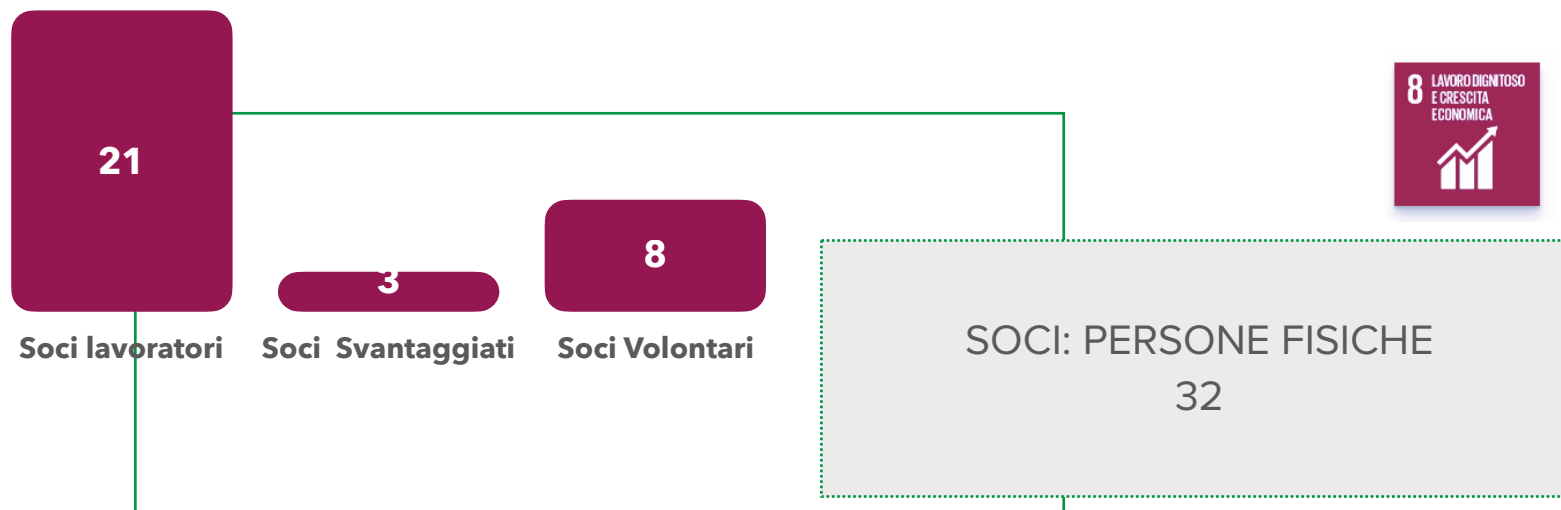 21
3
8
Soci lavoratori
Soci Svantaggiati
Soci Volontari
8 LAVORO DIGNITOSO
E CRESCITA
ECONOMICA
SOCI: PERSONE FISICHE
32